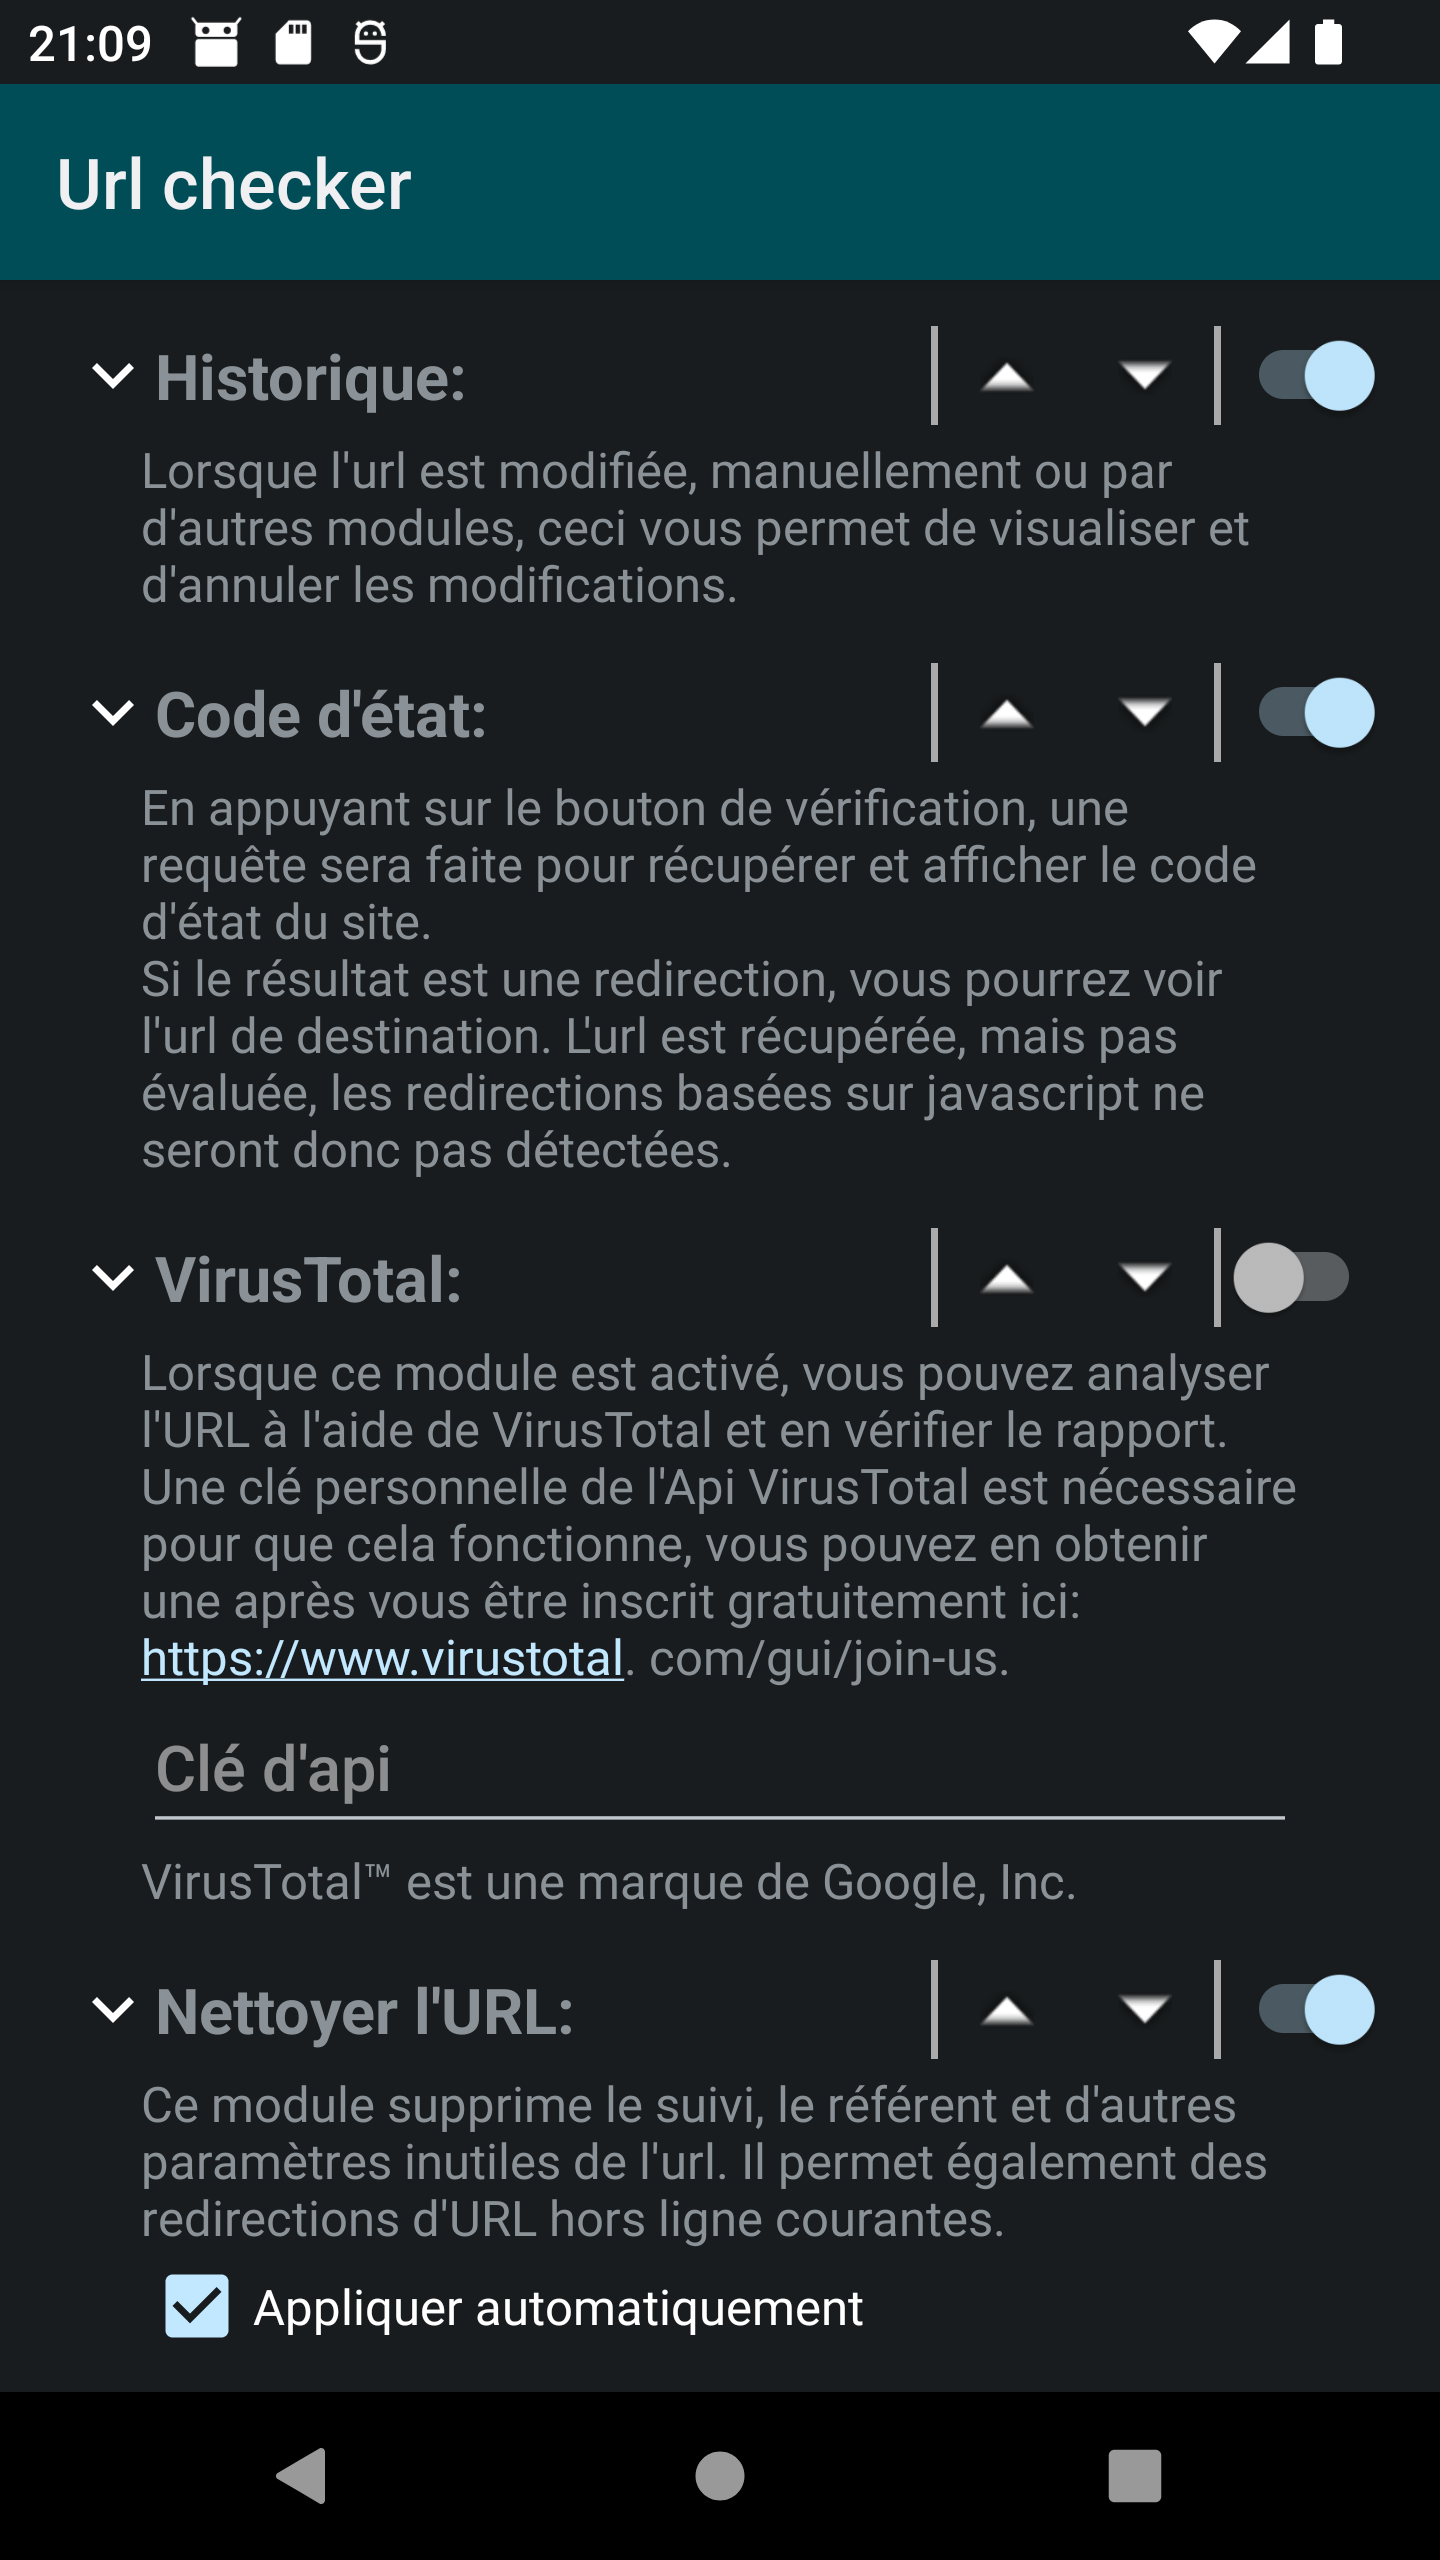 21:09
Url checker
Historique:
Lorsque l'url est modifiée, manuellement ou par
d'autres modules, ceci vous permet de visualiser et
d'annuler les modifications.
Code d'état:
En appuyant sur le bouton de vérification, une
requête sera faite pour récupérer et afficher le code
d'état du site.
Si le résultat est une redirection, vous pourrez voir
l'url de destination. L'url est récupérée, mais pas
évaluée, les redirections basées sur javascript ne
seront donc pas détectées.
VirusTotal:
Lorsque ce module est activé, vous pouvez analyser
l'URL à l'aide de VirusTotal et en vérifier le rapport.
Une clé personnelle de l'Api VirusTotal est nécessaire
pour que cela fonctionne, vous pouvez en obtenir
une après vous être inscrit gratuitement ici:
https://www.virustotal. com/gui/join-us.
Clé d'api
VirusTotal™ est une marque de Google, Inc.
Nettoyer l'URL:
Ce module supprime le suivi, le référent et d'autres
paramètres inutiles de l'url. Il permet également des
redirections d'URL hors ligne courantes.
Appliquer automatiquement